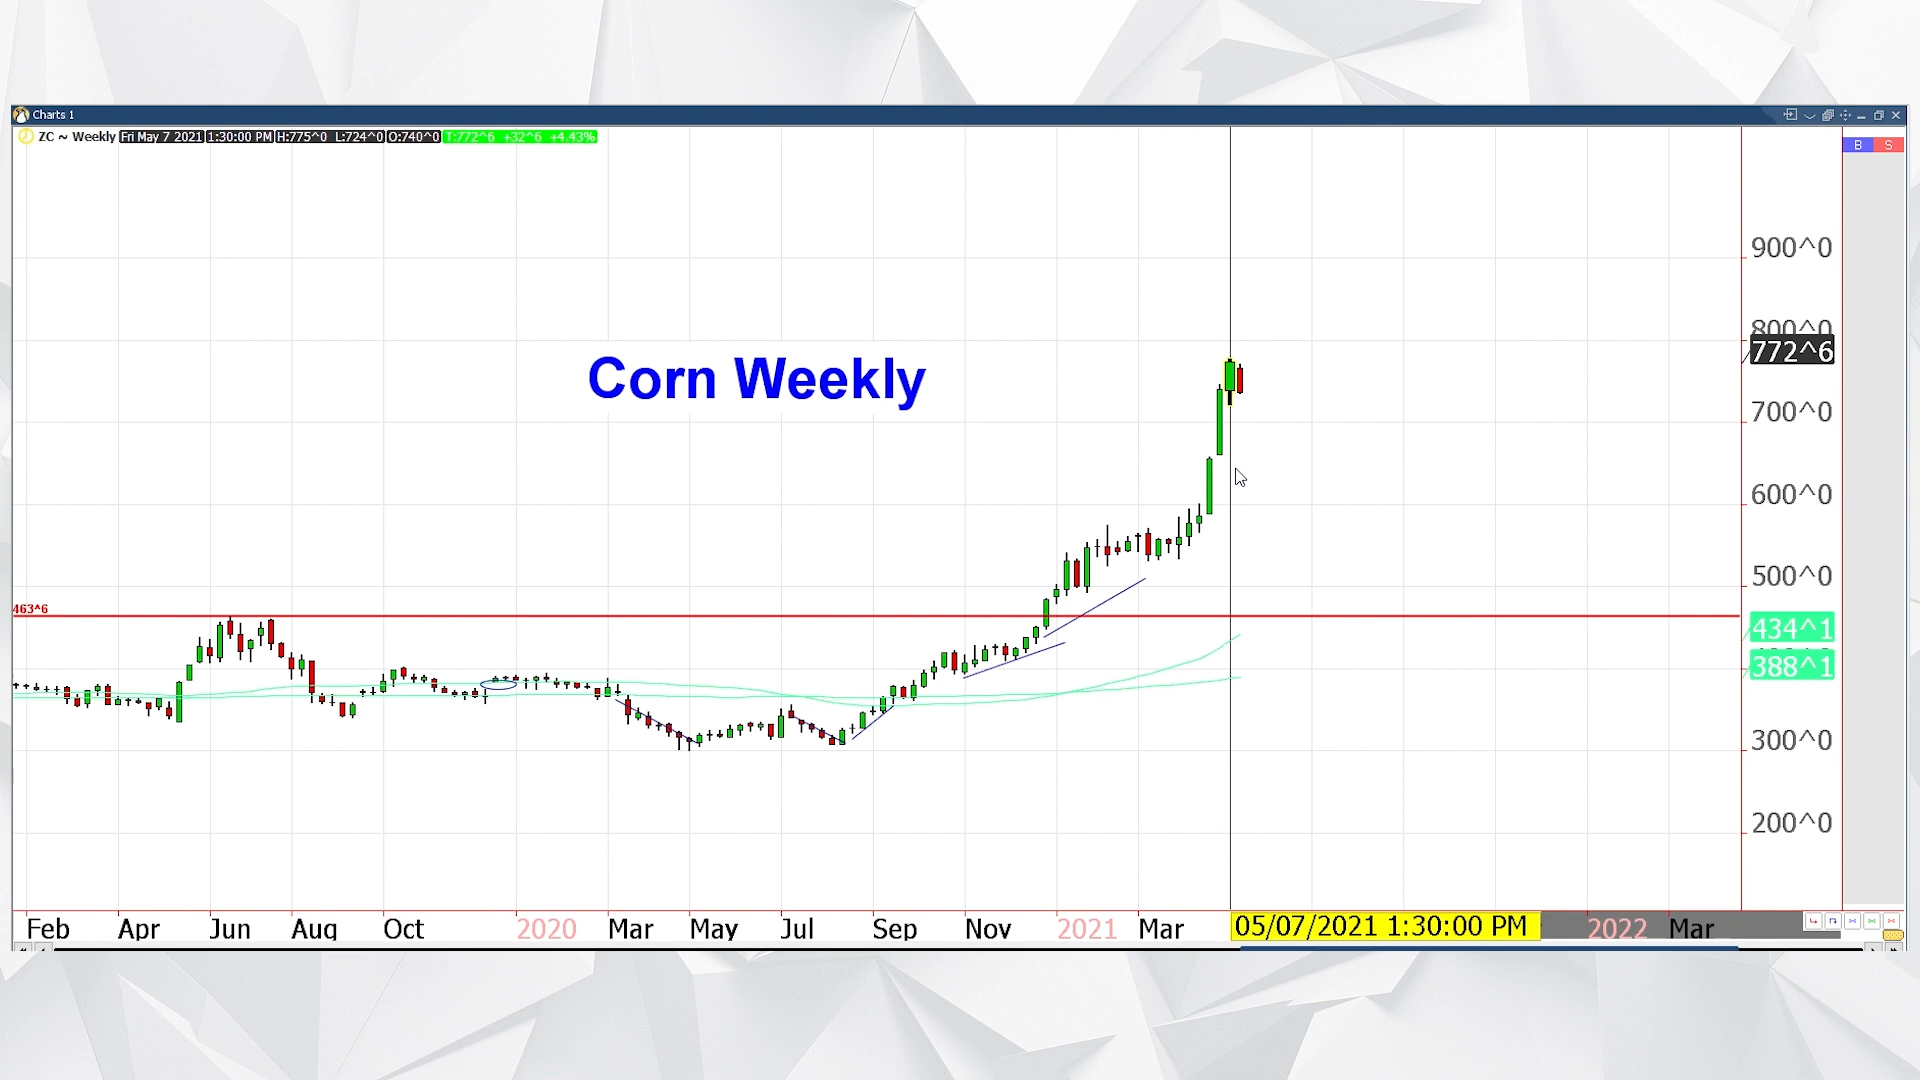 Charts 1
ZC ~ Weekly Fri May 7 2021 1:30:00 PM H:775^0 L:724^0 O:740^0 T:772^6 +32^6 +4.43%
B S
900^0
800^0
772^6
Corn Weekly
700^0
600^0
500^0
463^6
434^1
388^1
300^0
200^0
Feb Apr Jun Aug Oct 2020 Mar May Jul Sep Nov 2021 Mar 05/07/2021 1:30:00 PM 2022 Mar